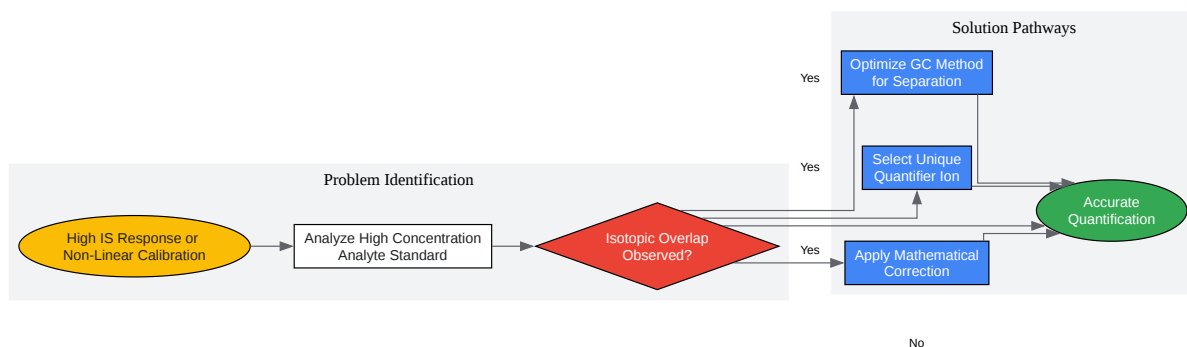 Solution Pathways
Yes
Optimize GC Method
for Separation
Yes
Select Unique
Quantifier Ion
Problem Identification
High IS Response or
Non-Linear Calibration
Analyze High Concentration
Analyte Standard
Isotopic Overlap
Observed?
Yes
Apply Mathematical
Correction
Accurate
Quantification
No